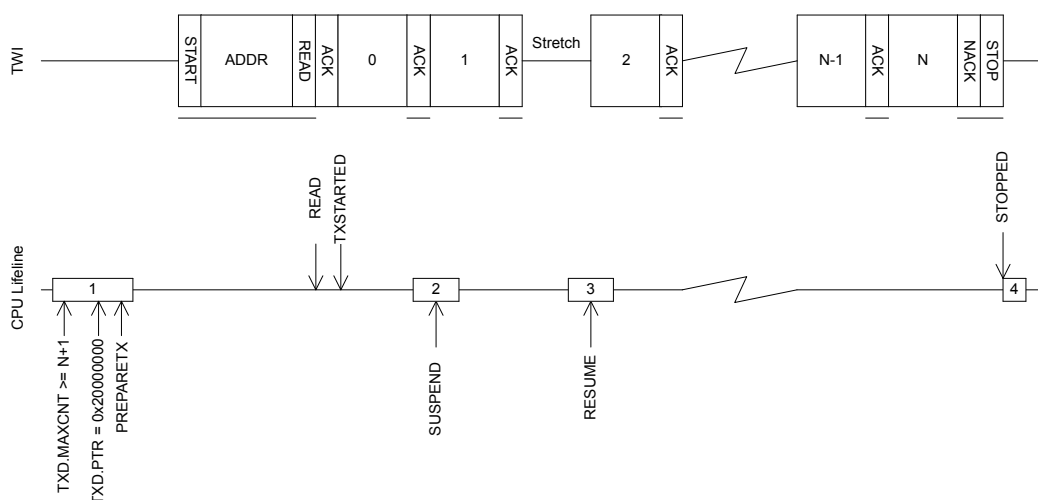 TWI
START
ADDR
READ
ACK
0
ACK
1
ACK
Stretch
2
ACK
N-1
ACK
N
NACK
STOP
CPU Lifeline
READ
TXSTARTED
STOPPED
1
2
3
4
TXD.MAXCNT >= N+1
TXD.PTR = 0x20000000
PREPARETX
SUSPEND
RESUME